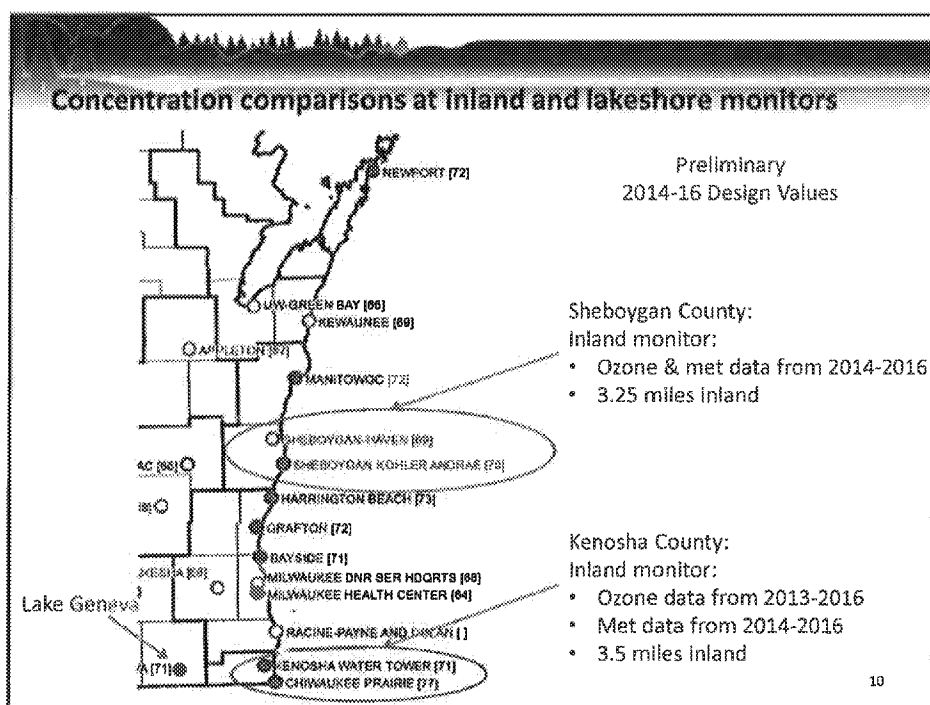 Concentration comparisons at inland and lakeshore monitors
Preliminary
2014-16 Design Values
NEWPORT [72]
UW-GREEN BAY [66]
KEWAUNEE [69]
APPLETON
MANITOWOC
SHEBOYGAN-HAVEN [69]
SHEBOYGAN KOHLER ANDRAE
AC [66]
HARRINGTON BEACH [73]
GRAFTON [72]
BAYSIDE [71]
MILWAUKEE DNR SER HDQRTS [68]
MILWAUKEE HEALTH CENTER [64]
Lake Geneva
RACINE-PAYNE AND [ ]
[71]
KENOSHA WATER TOWER [71]
CHIWAUKEE PRAIRIE [77]
Sheboygan County:
Inland monitor:
• Ozone & met data from 2014-2016
• 3.25 miles inland
Kenosha County:
Inland monitor:
• Ozone data from 2013-2016
• Met data from 2014-2016
• 3.5 miles inland
10